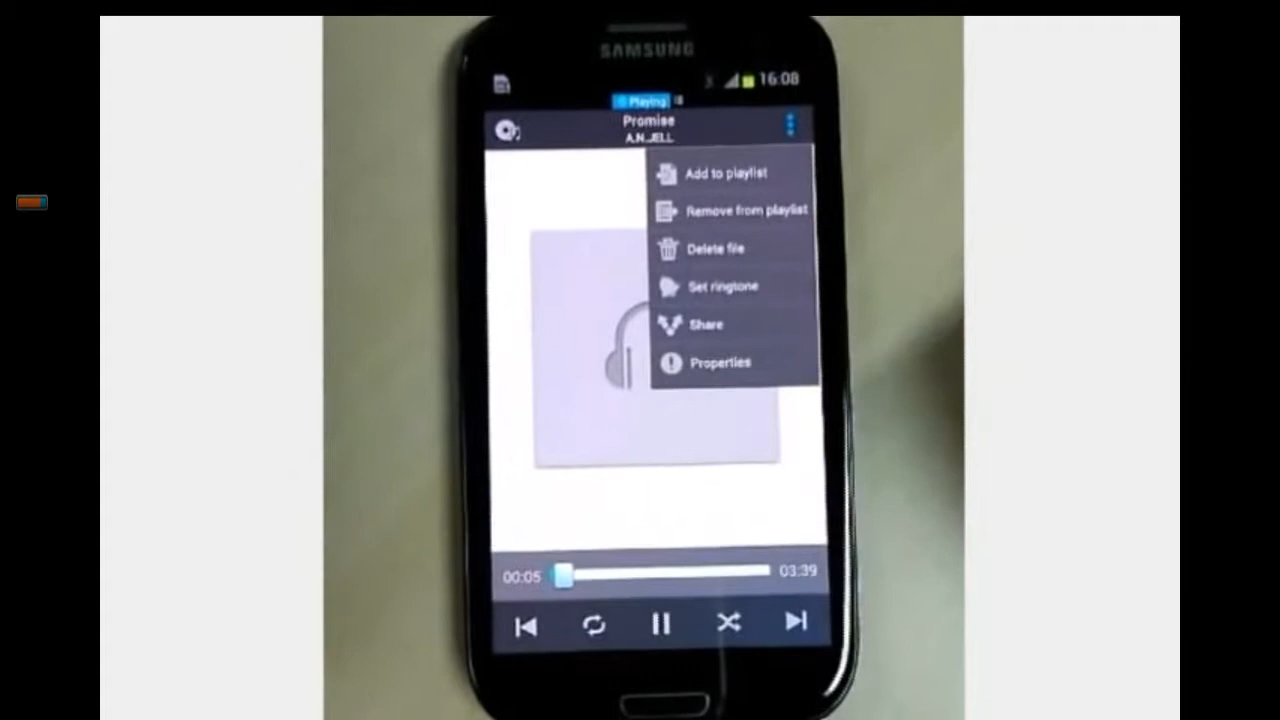 SAMSUNG
16:08
Playing
Promise
A.N.JELL
Add to playlist
Remove from playlist
Delete file
Set ringtone
Share
Properties
00:05
03:39